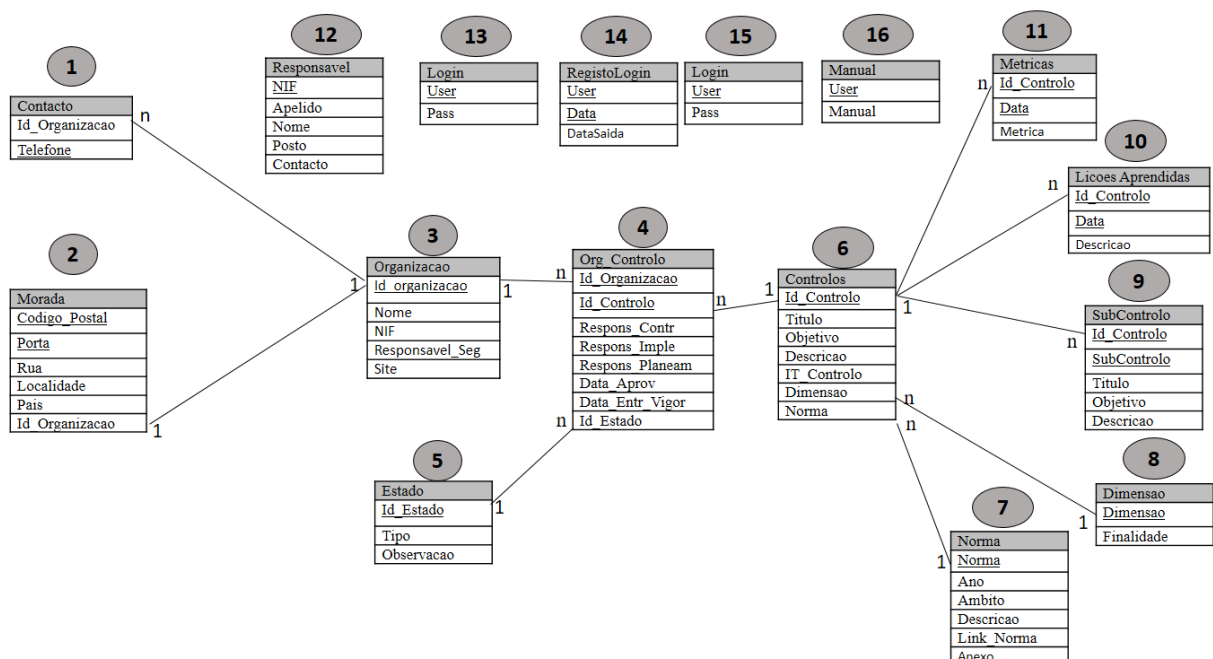 1
Contacto
Id_Organizacao
Telefone
n
12
Responsavel
NIF
Apelido
Nome
Posto
Contacto
13
Login
User
Pass
14
RegistoLogin
User
Data
DataSaida
15
Login
User
Pass
16
Manual
User
Manual
11
Metricas
Id_Controlo
Data
Metrica
n
10
Licoes Aprendidas
Id_Controlo
Data
Descricao
n
2
Morada
Codigo_Postal
Porta
Rua
Localidade
Pais
Id_Organizacao
1
3
Organizacao
Id_organizacao
Nome
NIF
Responsavel_Seg
Site
1
1
4
Org_Controlo
Id_Organizacao
Id_Controlo
Respons_Contr
Respons_Imple
Respons_Planeam
Data_Aprov
Data_Entr_Vigor
Id_Estado
n
n
n
6
Controlos
Id_Controlo
Titulo
Objetivo
Descricao
IT_Controlo
Dimensao
Norma
1
1
n
n
9
SubControlo
Id_Controlo
SubControlo
Titulo
Objetivo
Descricao
n
5
Estado
Id_Estado
Tipo
Observacao
1
8
Dimensao
Dimensao
Finalidade
1
7
Norma
Norma
Ano
Ambito
Descricao
Link_Norma
Anexo
1